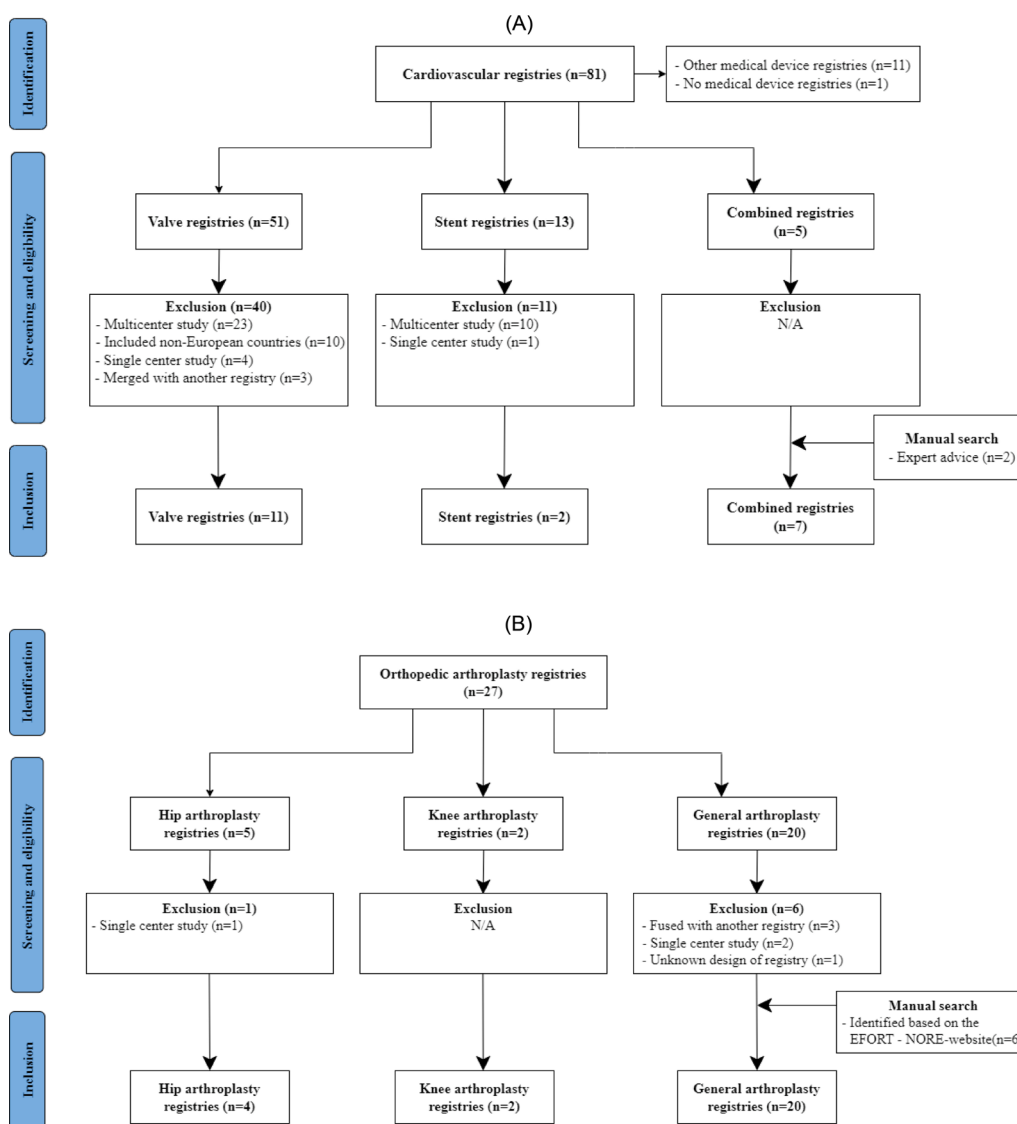 (A)
Identification
Cardiovascular registries (n=81)
- Other medical device registries (n=11)
- No medical device registries (n=1)
Screening and eligibility
Valve registries (n=51)
Stent registries (n=13)
Combined registries
(n=5)
Exclusion (n=40)
- Multicenter study (n=23)
- Included non-European countries (n=10)
- Single center study (n=4)
- Merged with another registry (n=3)
Exclusion (n=11)
- Multicenter study (n=10)
- Single center study (n=1)
Exclusion
N/A
Manual search
- Expert advice (n=2)
Inclusion
Valve registries (n=11)
Stent registries (n=2)
Combined registries
(n=7)
(B)
Identification
Orthopedic arthroplasty registries
(n=27)
Screening and eligibility
Hip arthroplasty
registries (n=5)
Knee arthroplasty
registries (n=2)
General arthroplasty
registries (n=20)
Exclusion (n=1)
- Single center study (n=1)
Exclusion
N/A
Exclusion (n=6)
- Fused with another registry (n=3)
- Single center study (n=2)
- Unknown design of registry (n=1)
Manual search
- Identified based on the
EFORT - NORE-website(n=6
Inclusion
Hip arthroplasty
registries (n=4)
Knee arthroplasty
registries (n=2)
General arthroplasty
registries (n=20)